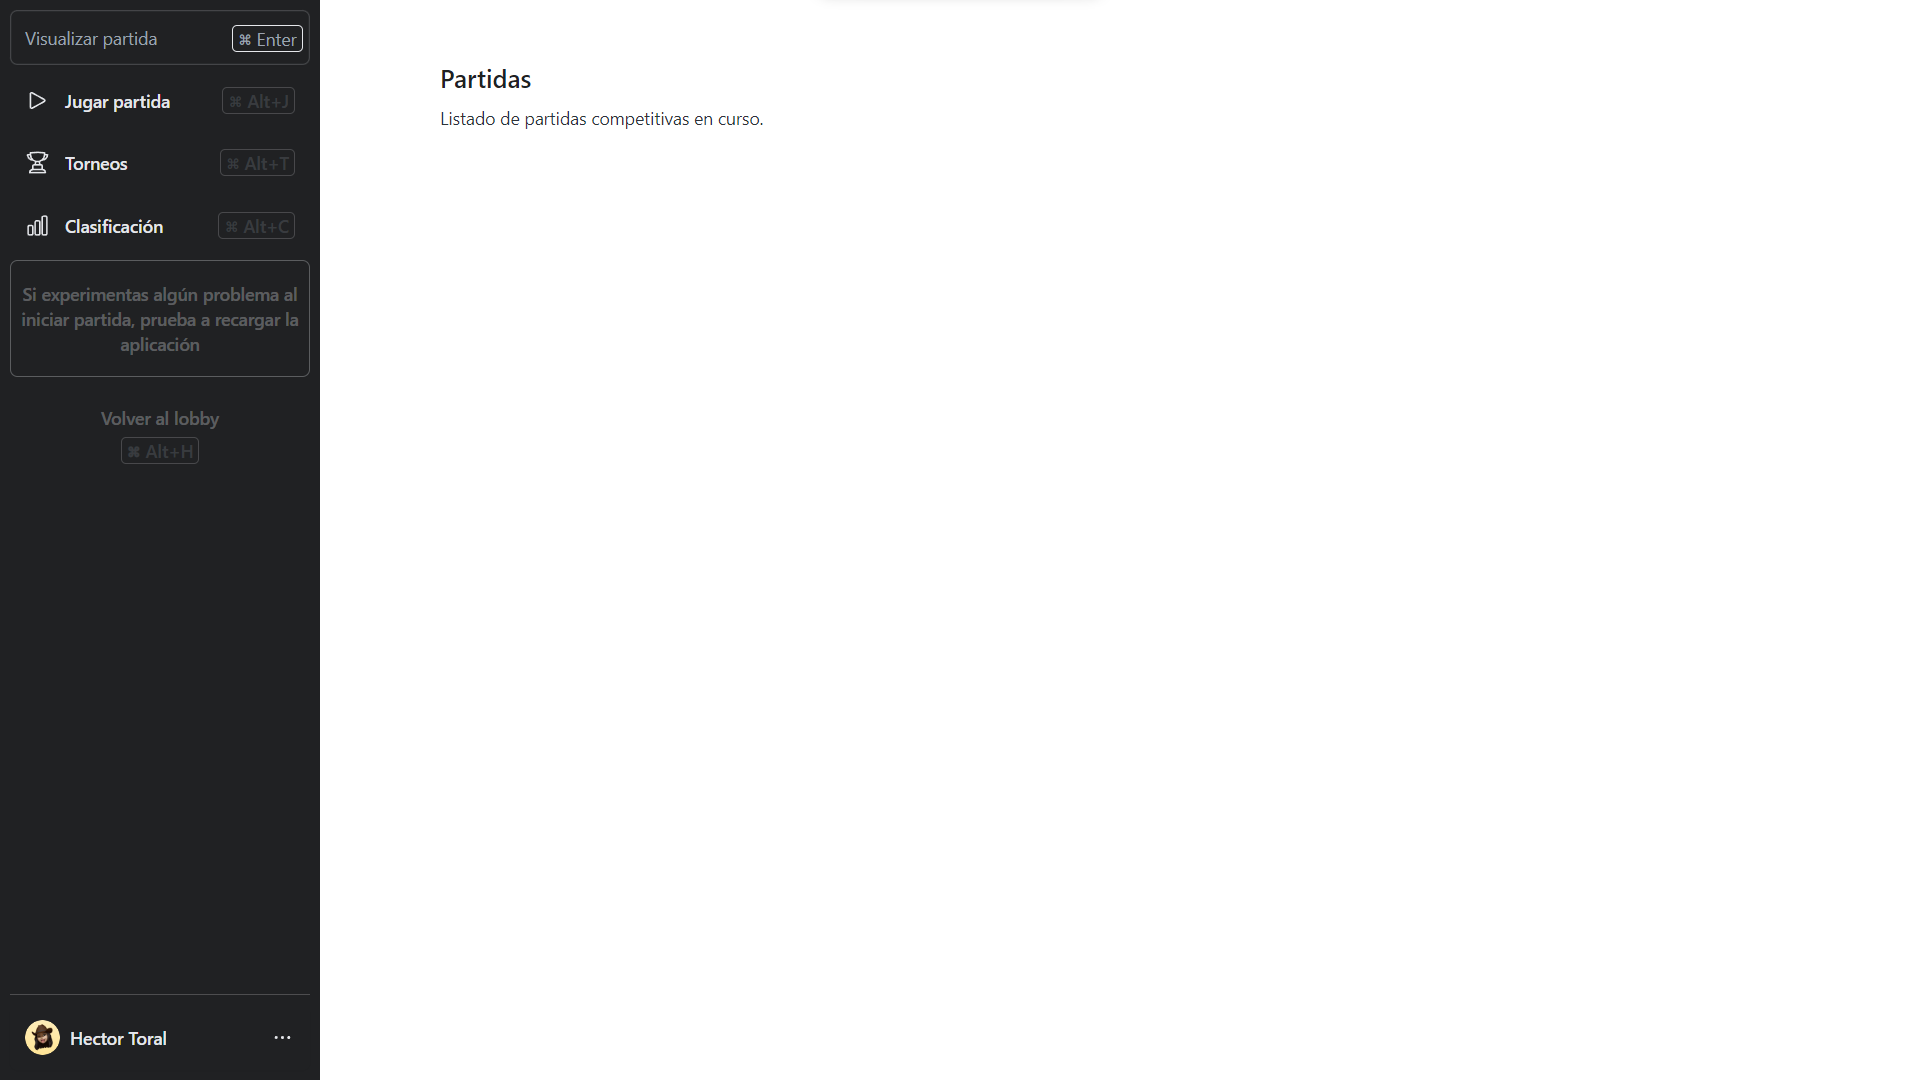 Visualizar partida ⌘ Enter
Jugar partida ⌘ Alt+J
Torneos ⌘ Alt+T
Clasificación ⌘ Alt+C
Si experimentas algún problema al
iniciar partida, prueba a recargar la
aplicación
Volver al lobby
⌘ Alt+H
Hector Toral
Partidas
Listado de partidas competitivas en curso.